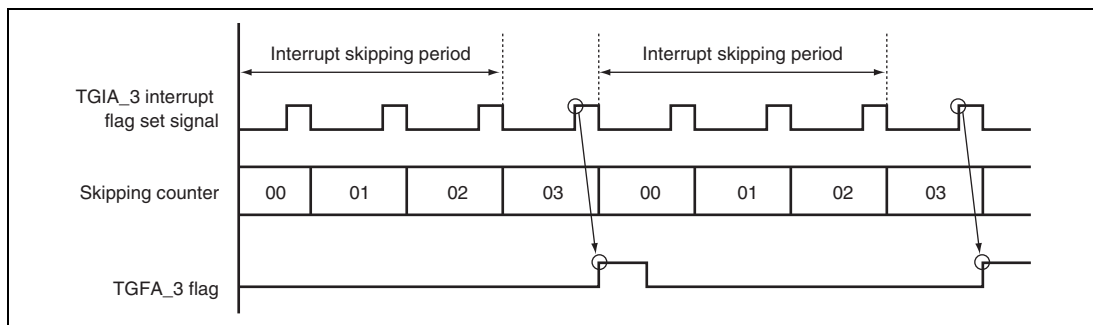 Interrupt skipping period
Interrupt skipping period
TGIA_3 interrupt
flag set signal
Skipping counter
00 01 02 03 00 01 02 03
TGFA_3 flag